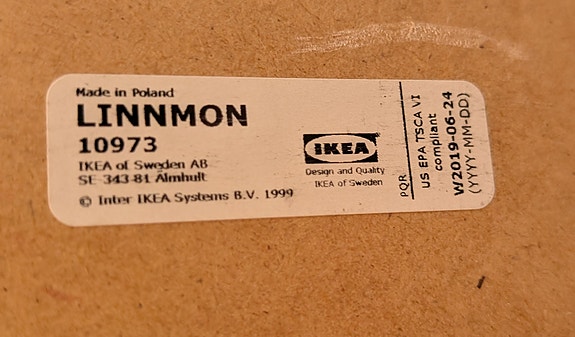 Made in Poland
LINNMON
10973
IKEA of Sweden AB
SE-343 81 Älmhult
© Inter IKEA Systems B.V. 1999
IKEA
Design and Quality
IKEA of Sweden
PQR
US EPA TSCA VI
compliant
W2019-06-24
(YYYY-MM-DD)